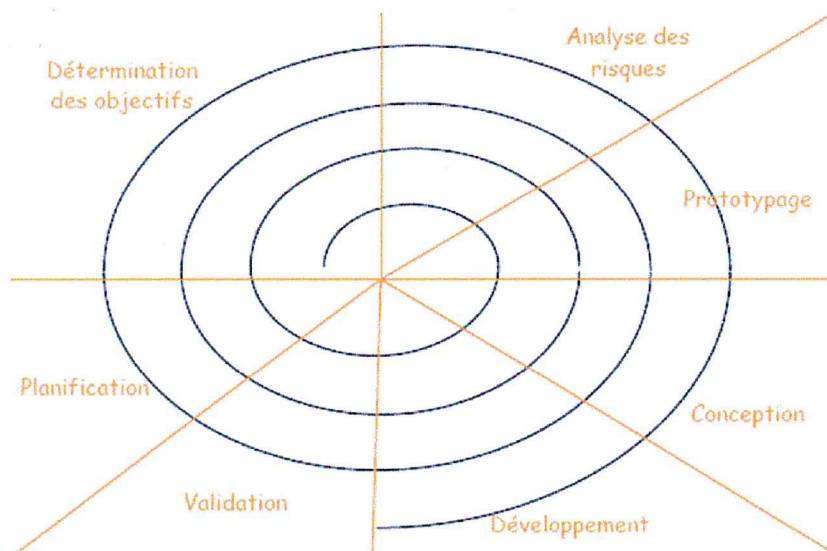 Analyse des
risques
Détermination
des objectifs
Prototypage
Planification
Conception
Validation
Développement